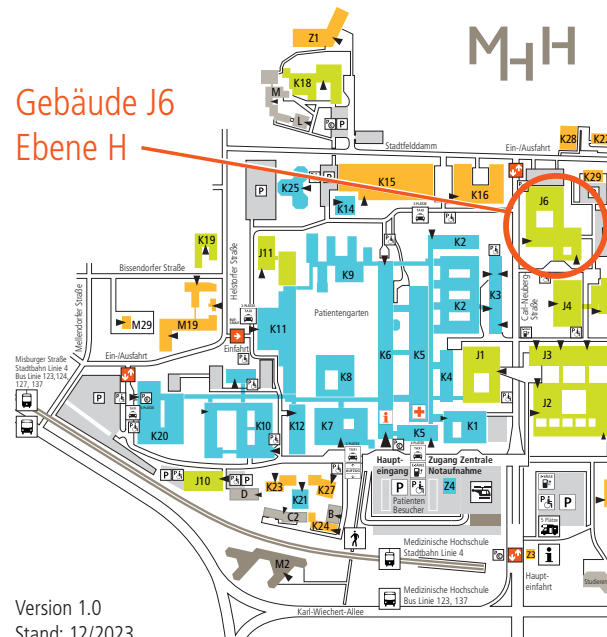 Z1
MHH
K18
M
L
P
Gebäude J6
Ebene H
Stadtfelddamm
Ein-/Ausfahrt
K28
K27
K25
K15
K16
K29
P
K14
J6
K19
J11
K2
K9
Bissendorfer Straße
Helstorfer Straße
Mellendorfer Straße
Carl-Neuberg-
Straße
K2
K3
J4
M29
M19
Patientengarten
K11
K6
K5
Einfahrt
Misburger Straße
Stadtbahn Linie 4
Bus Linie 123,124,
127, 137
Ein-/Ausfahrt
K8
K4
J1
J3
P
J2
K20
K10
K12
K7
K1
K5
i
J10
D
K23
K21
K27
Haupt-
eingang
Zugang Zentrale
Notaufnahme
P
Patienten
Besucher
Z4
P
C2
B
K24
5 Plätze
M2
Medizinische Hochschule
Stadtbahn Linie 4
Z3
i
Haupt-
einfahrt
Medizinische Hochschule
Bus Linie 123, 137
Karl-Wiechert-Allee
Version 1.0
Stand: 12/2023